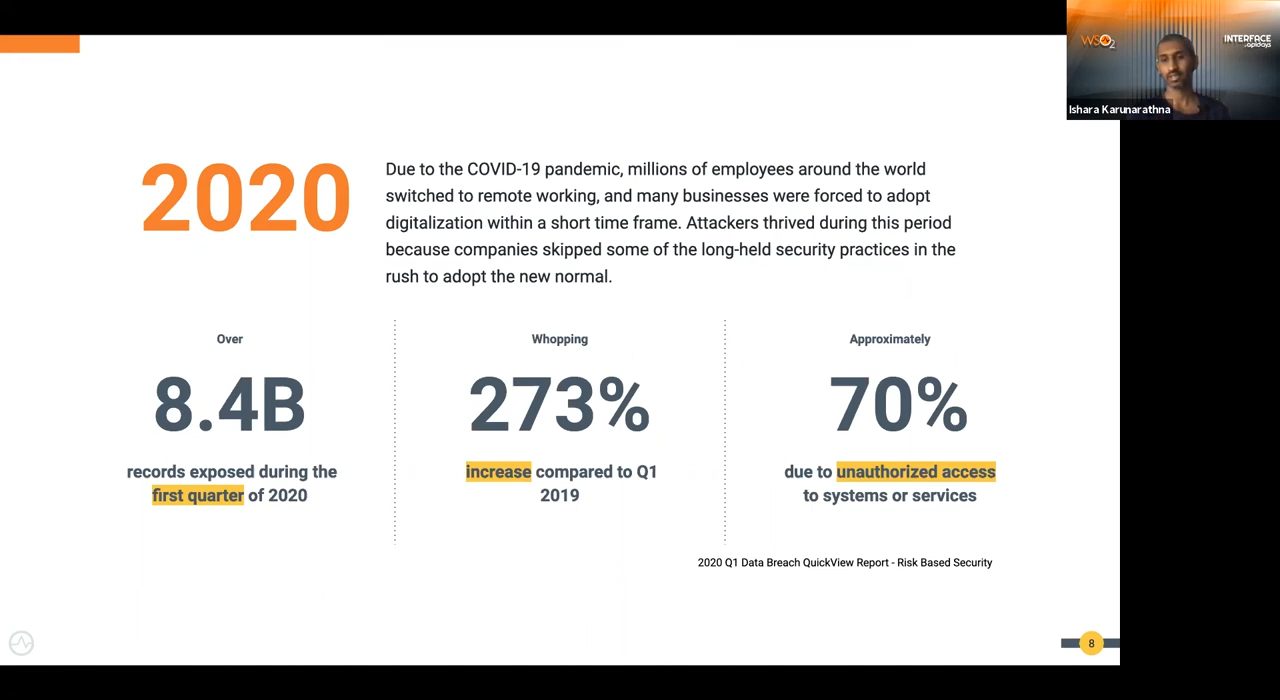 WSO2
INTERFACE
by apidays
Ishara Karunarathna
2020
Due to the COVID-19 pandemic, millions of employees around the world
switched to remote working, and many businesses were forced to adopt
digitalization within a short time frame. Attackers thrived during this period
because companies skipped some of the long-held security practices in the
rush to adopt the new normal.
Over
8.4B
records exposed during the
first quarter of 2020
Whopping
273%
increase compared to Q1
2019
Approximately
70%
due to unauthorized access
to systems or services
2020 Q1 Data Breach QuickView Report - Risk Based Security
8